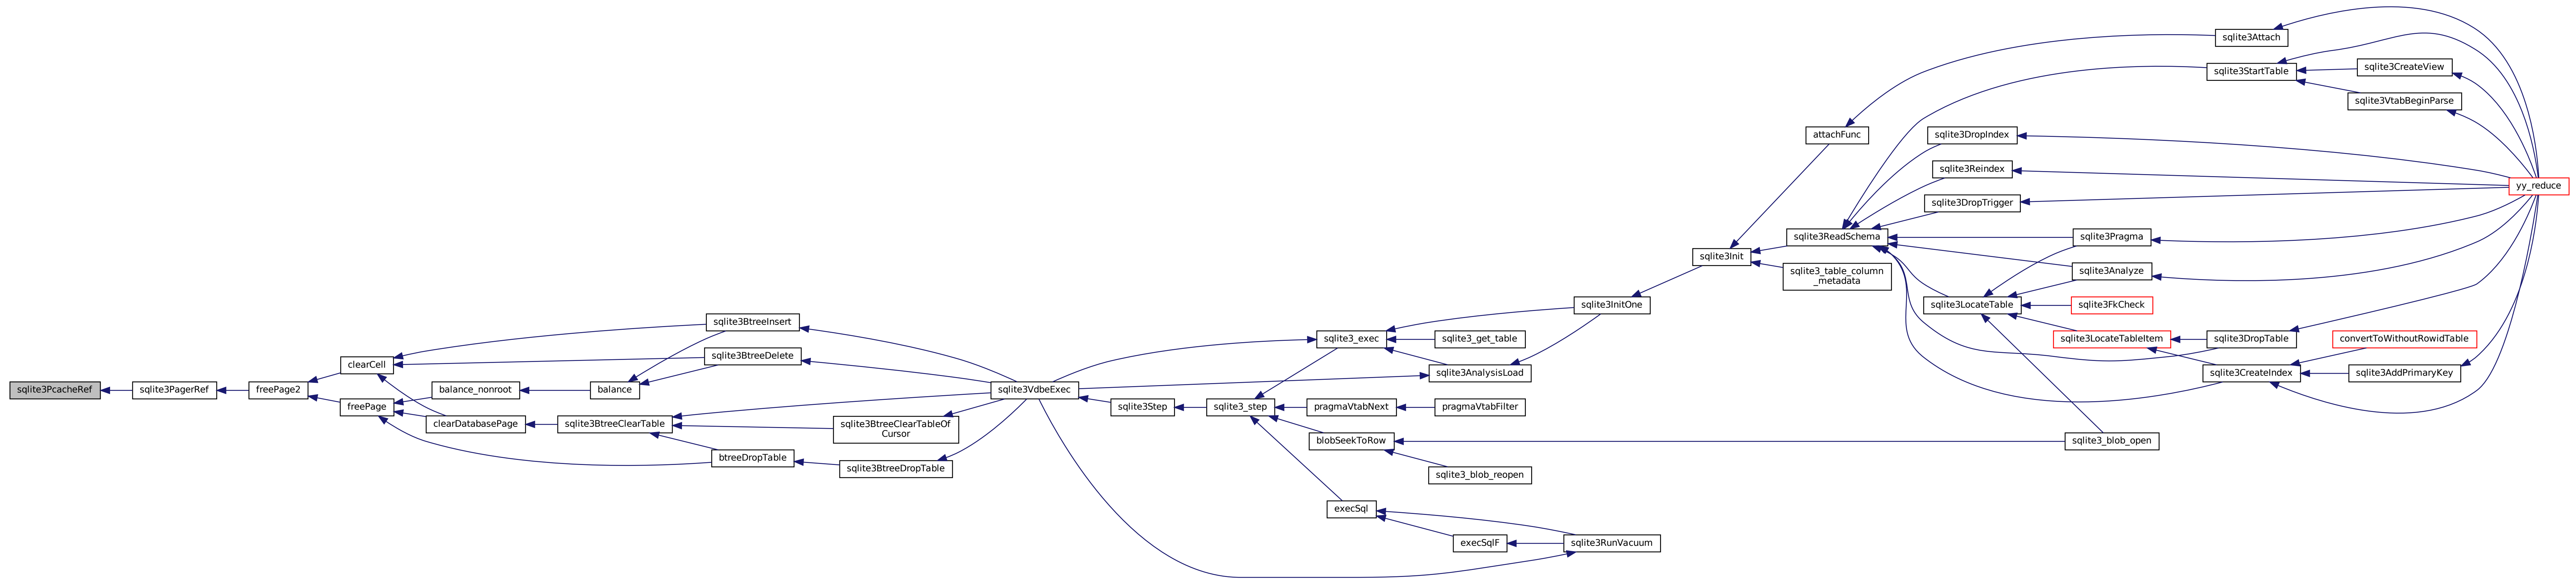 sqlite3PcacheRef
sqlite3PagerRef
freePage2
clearCell
freePage
balance_nonroot
clearDatabasePage
balance
sqlite3BtreeClearTable
sqlite3BtreeInsert
sqlite3BtreeDelete
btreeDropTable
sqlite3BtreeClearTableOf
Cursor
sqlite3BtreeDropTable
sqlite3VdbeExec
sqlite3Step
sqlite3_step
sqlite3_exec
pragmaVtabNext
blobSeekToRow
execSql
sqlite3_get_table
sqlite3AnalysisLoad
pragmaVtabFilter
sqlite3_blob_reopen
execSqlF
sqlite3InitOne
sqlite3RunVacuum
sqlite3Init
attachFunc
sqlite3ReadSchema
sqlite3_table_column
_metadata
sqlite3DropIndex
sqlite3Reindex
sqlite3DropTrigger
sqlite3LocateTable
sqlite3Pragma
sqlite3Analyze
sqlite3FkCheck
sqlite3LocateTableItem
sqlite3_blob_open
sqlite3Attach
sqlite3StartTable
sqlite3DropTable
sqlite3CreateIndex
sqlite3CreateView
sqlite3VtabBeginParse
convertToWithoutRowidTable
sqlite3AddPrimaryKey
yy_reduce